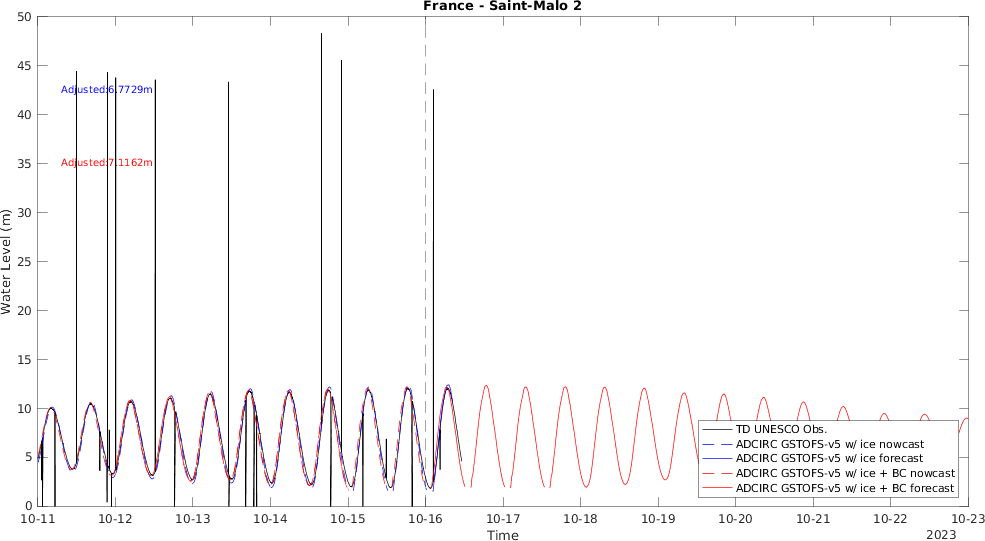 France - Saint-Malo 2
50
45
40
35
30
25
20
15
10
5
0
Water Level (m)
Adjusted:6.7729m
Adjusted:7.1162m
TD UNESCO Obs.
ADCIRC GSTOFS-v5 w/ ice nowcast
ADCIRC GSTOFS-v5 w/ ice forecast
ADCIRC GSTOFS-v5 w/ ice + BC nowcast
ADCIRC GSTOFS-v5 w/ ice + BC forecast
10-11 10-12 10-13 10-14 10-15 10-16 10-17 10-18 10-19 10-20 10-21 10-22 10-23
Time
2023